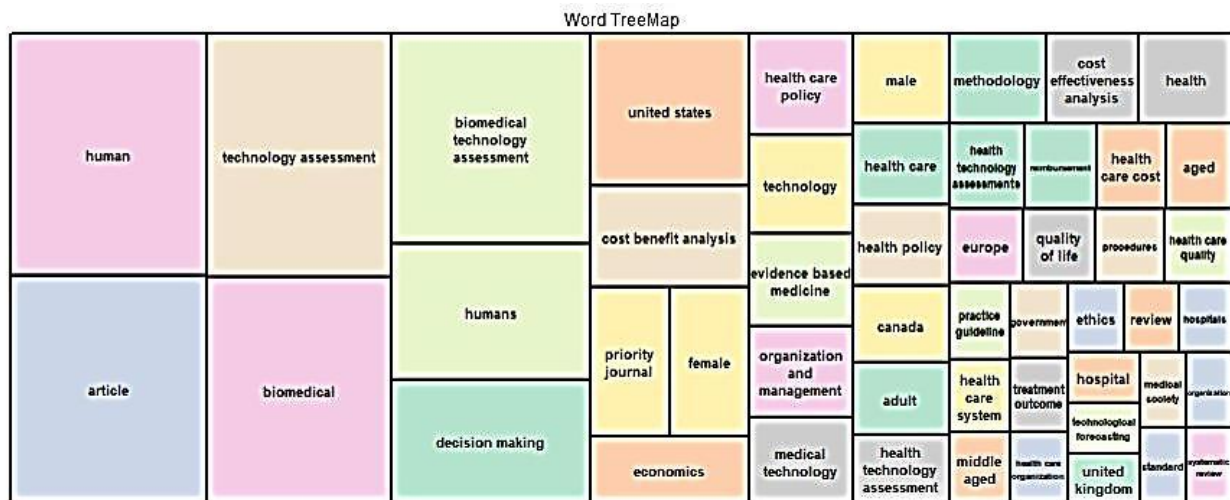 Word TreeMap
human
article
technology assessment
biomedical
biomedical
technology
assessment
humans
decision making
united states
cost benefit analysis
priority
journal
female
economics
health care
policy
technology
evidence based
medicine
organization
and
management
medical
technology
male
health care
health policy
canada
adult
health
technology
assessment
methodology
cost
effectiveness
analysis
health
health
technology
assessments
reimbursement
health
care cost
aged
europe
quality
of life
procedures
health care
quality
practice
guideline
government
ethics
review
hospitals
health
care
system
treatment
outcome
hospital
medical
society
organization
technological
forecasting
middle
aged
health care
organization
united
kingdom
standard
systematic
review